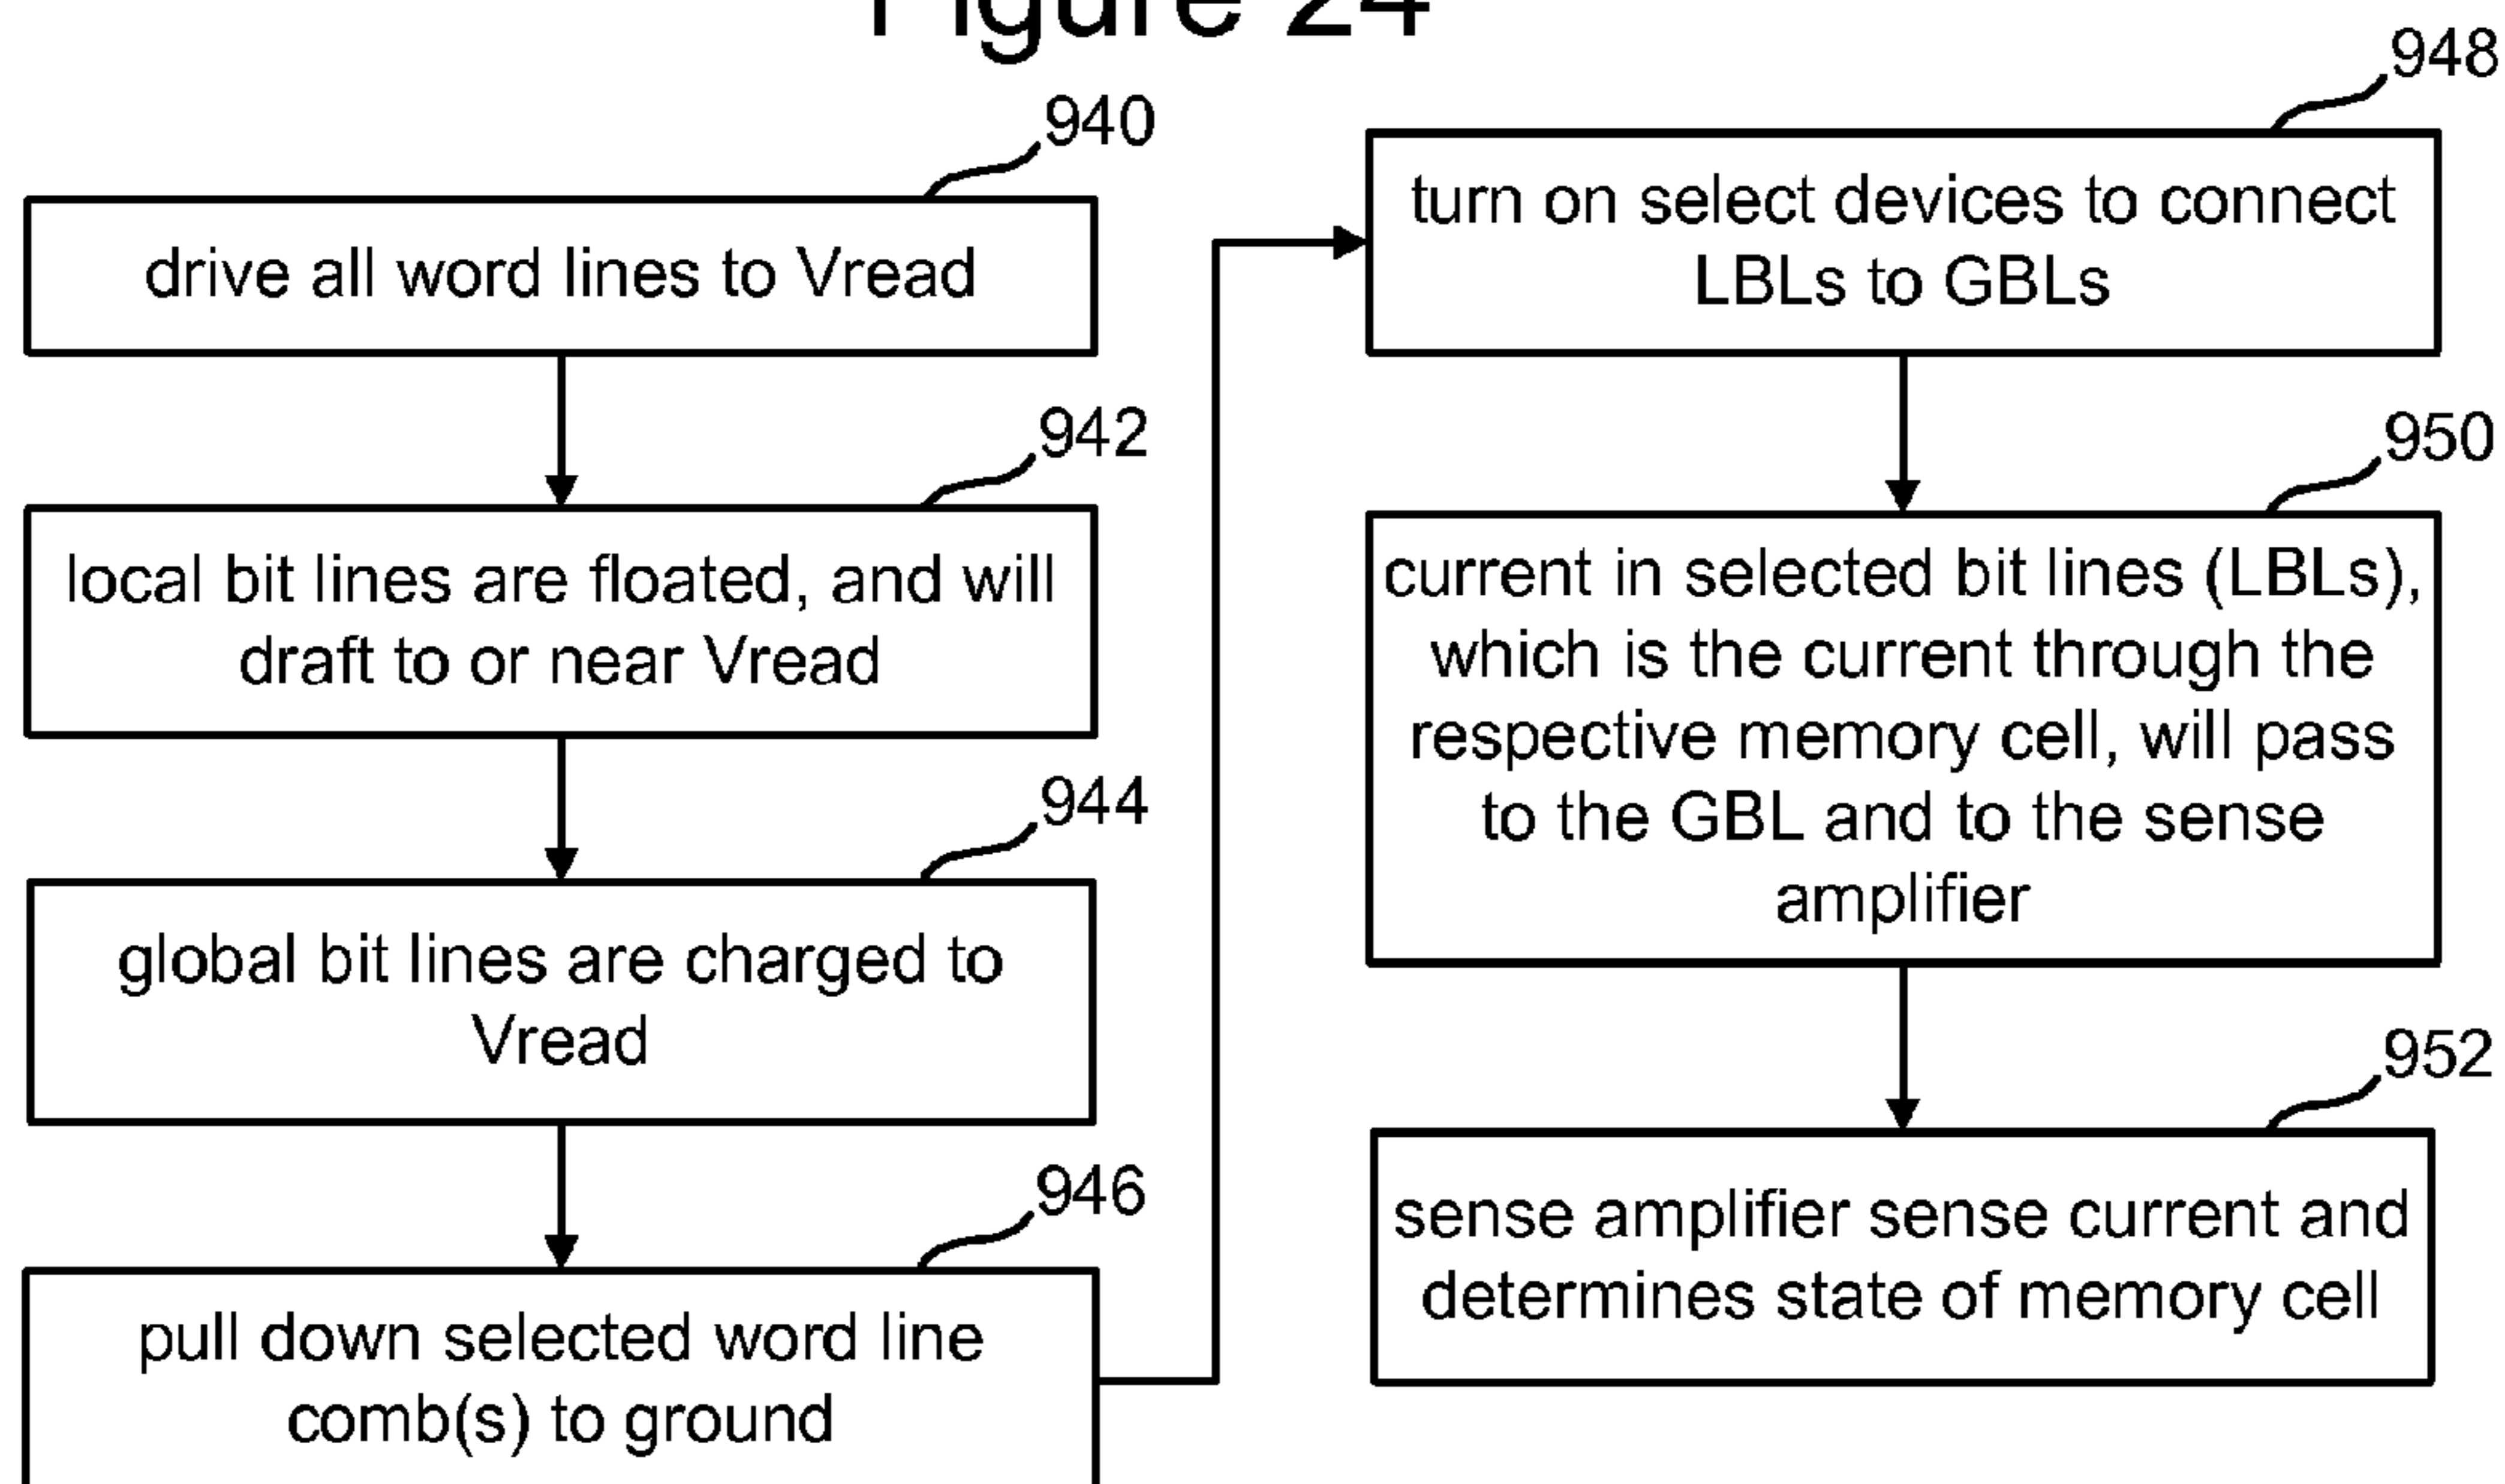 Figure 24
940
drive all word lines to Vread
942
local bit lines are floated, and will
draft to or near Vread
944
global bit lines are charged to
Vread
946
pull down selected word line
comb(s) to ground
948
turn on select devices to connect
LBLs to GBLs
950
current in selected bit lines (LBLs),
which is the current through the
respective memory cell, will pass
to the GBL and to the sense
amplifier
952
sense amplifier sense current and
determines state of memory cell